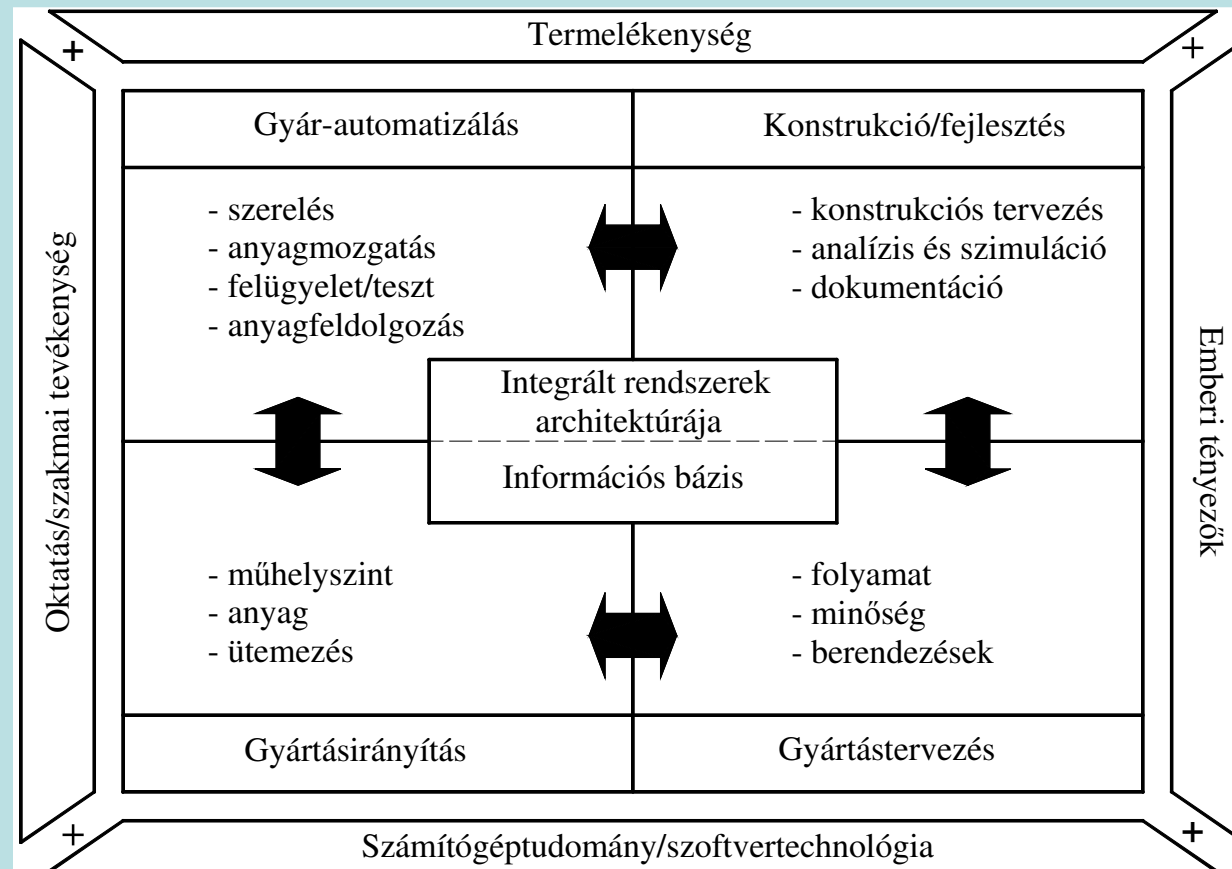 +
Termelékenység
+
Oktatás/szakmai tevékenység
Gyár-automatizálás
- szerelés
- anyagmozgatás
- felügyelet/teszt
- anyagfeldolgozás
Konstrukció/fejlesztés
- konstrukciós tervezés
- analízis és szimuláció
- dokumentáció
Integrált rendszerek
architektúrája
Információs bázis
- műhelyszint
- anyag
- ütemezés
Gyártásirányítás
- folyamat
- minőség
- berendezések
Gyártástervezés
Emberi tényezők
+
Számítógéptudomány/szoftvertechnológia
+